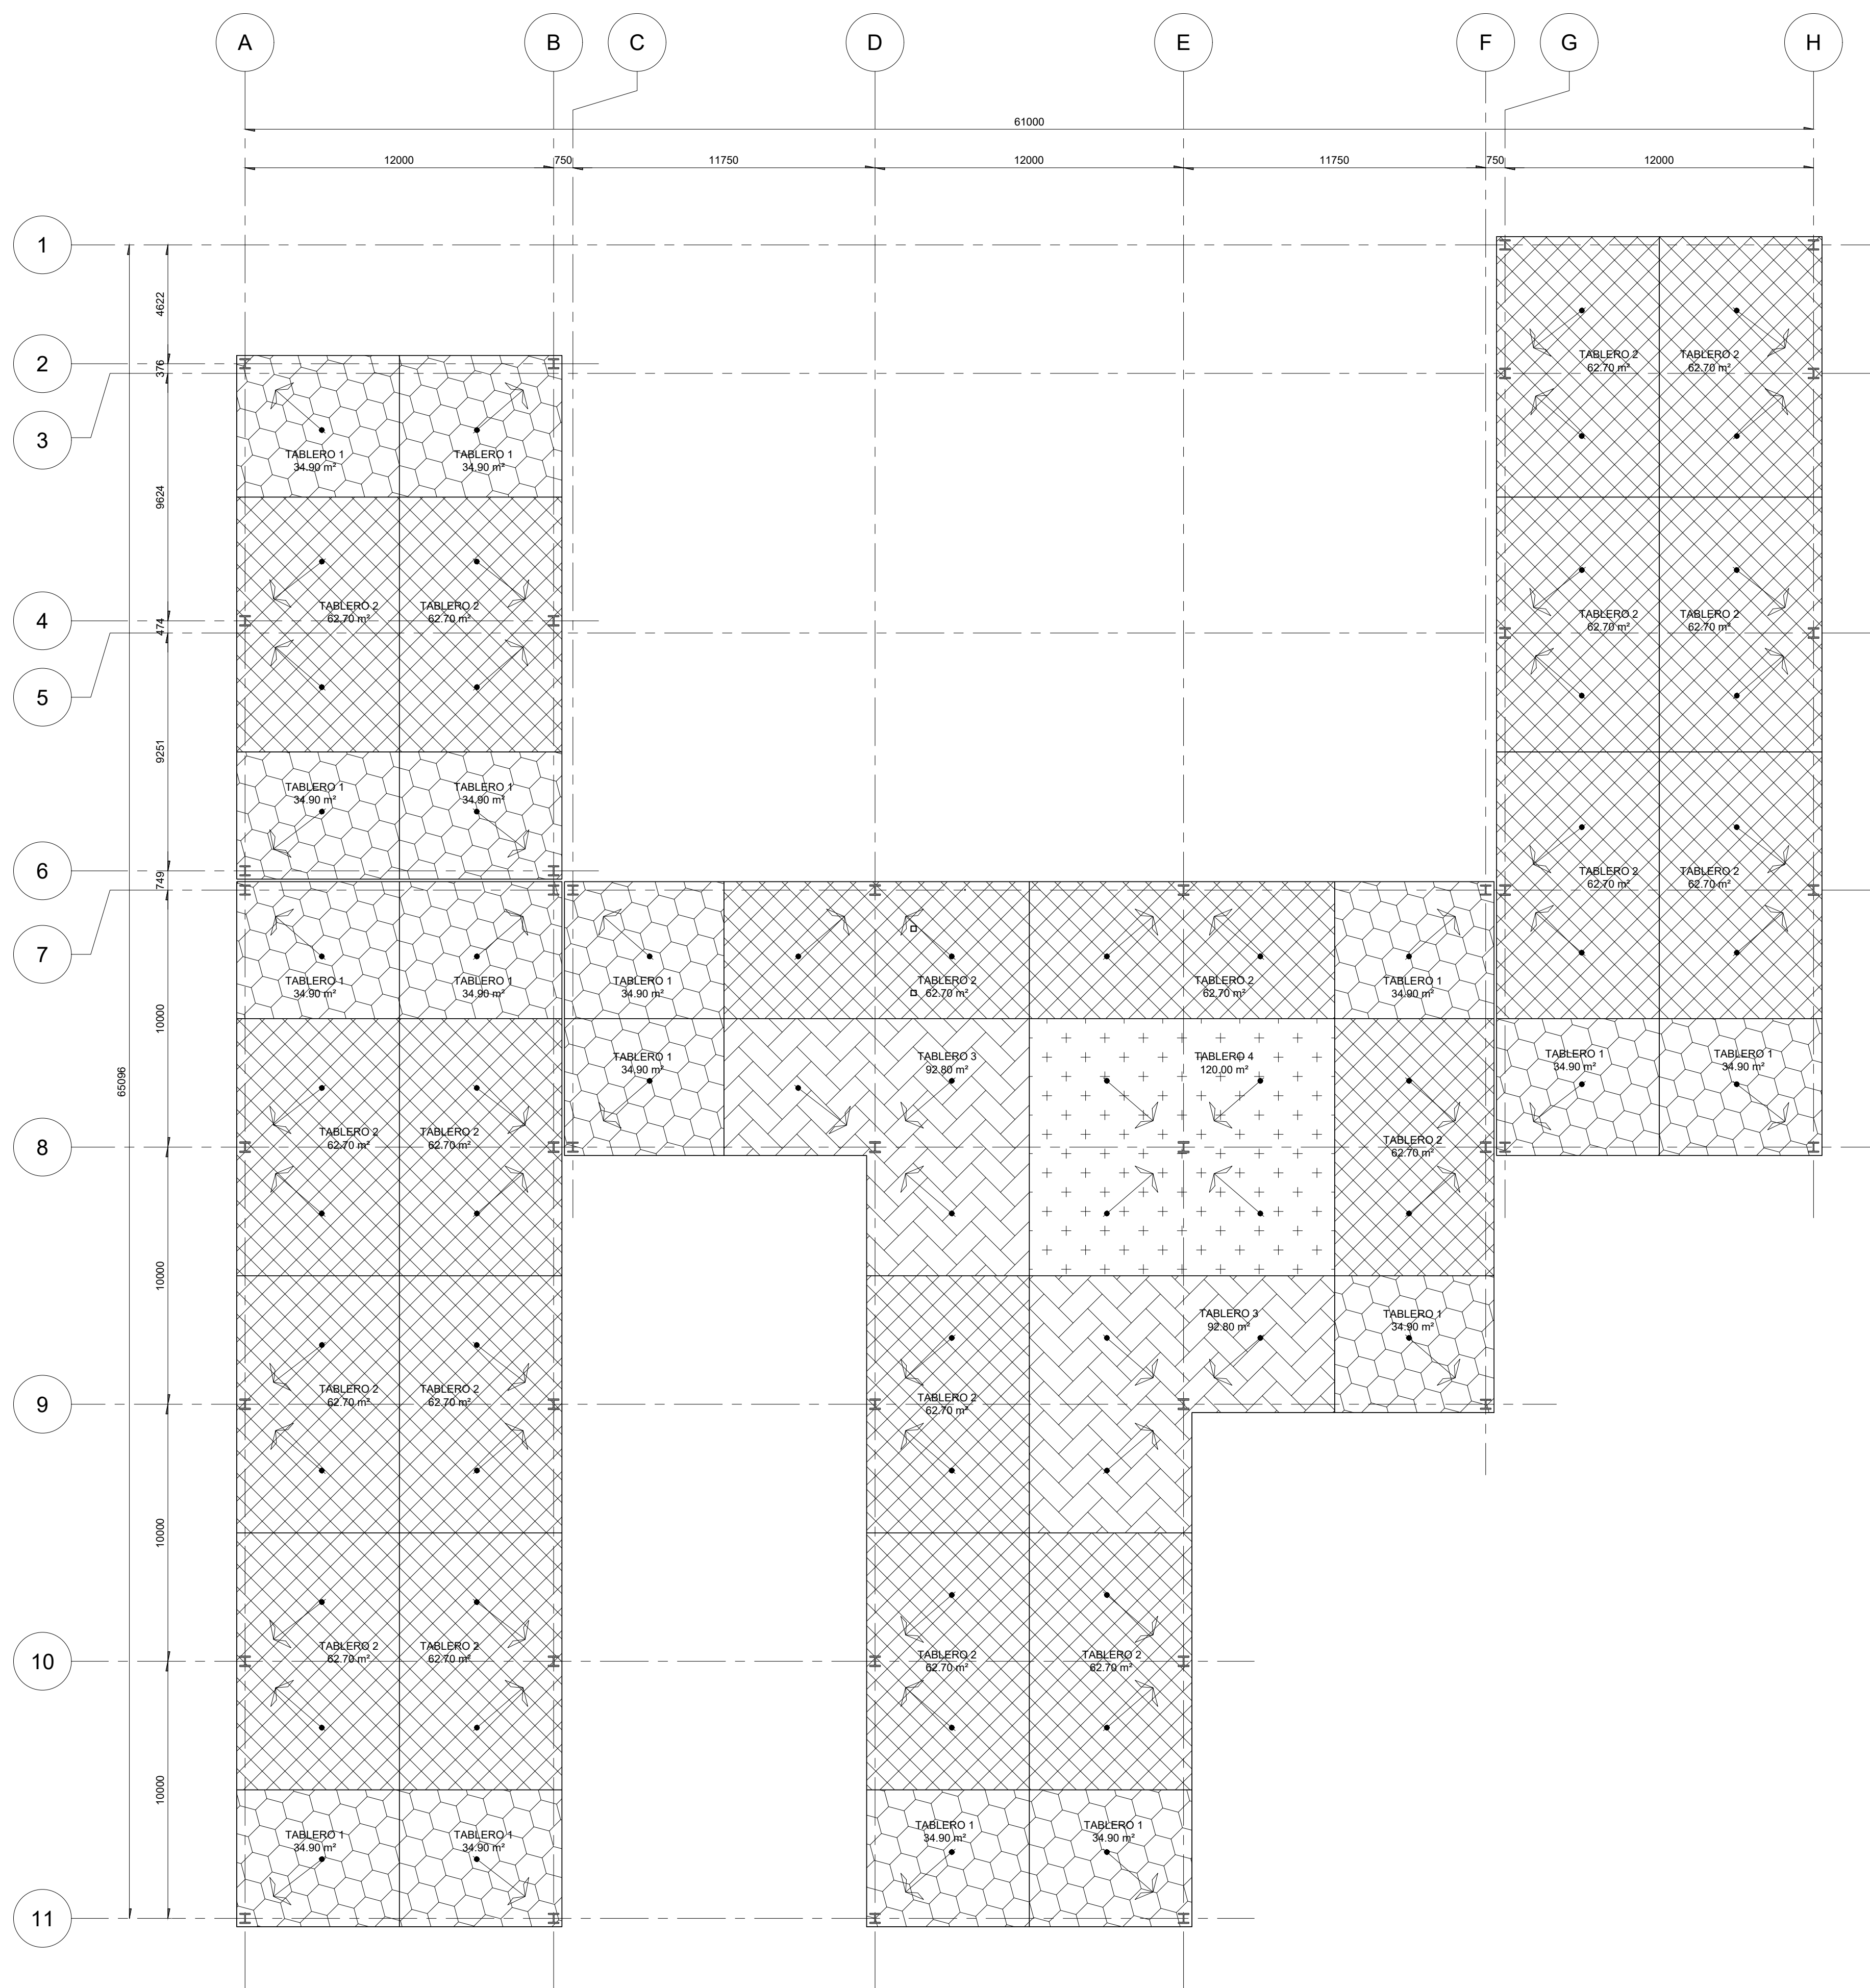 A
B
C
D
E
F
G
H
61000
12000
750
11750
12000
11750
750
12000
1
2
3
4
5
6
7
8
9
10
11
65096
4622
376
9624
474
9251
749
10000
10000
10000
10000
TABLERO 2
62.70 m²
TABLERO 2
62.70 m²
TABLERO 1
34.90 m²
TABLERO 1
34.90 m²
TABLERO 2
62.70 m²
TABLERO 2
62.70 m²
TABLERO 2
62.70 m²
TABLERO 2
62.70 m²
TABLERO 1
34.90 m²
TABLERO 1
34.90 m²
TABLERO 2
62.70 m²
TABLERO 2
62.70 m²
TABLERO 1
34.90 m²
TABLERO 1
34.90 m²
TABLERO 1
34.90 m²
TABLERO 2
62.70 m²
TABLERO 2
62.70 m²
TABLERO 1
34.90 m²
TABLERO 1
34.90 m²
TABLERO 3
92.80 m²
TABLERO 4
120.00 m²
TABLERO 1
34.90 m²
TABLERO 1
34.90 m²
TABLERO 2
62.70 m²
TABLERO 2
62.70 m²
TABLERO 2
62.70 m²
TABLERO 3
92.80 m²
TABLERO 1
34.90 m²
TABLERO 2
62.70 m²
TABLERO 2
62.70 m²
TABLERO 2
62.70 m²
TABLERO 2
62.70 m²
TABLERO 2
62.70 m²
TABLERO 2
62.70 m²
TABLERO 2
62.70 m²
TABLERO 1
34.90 m²
TABLERO 1
34.90 m²
TABLERO 1
34.90 m²
TABLERO 1
34.90 m²